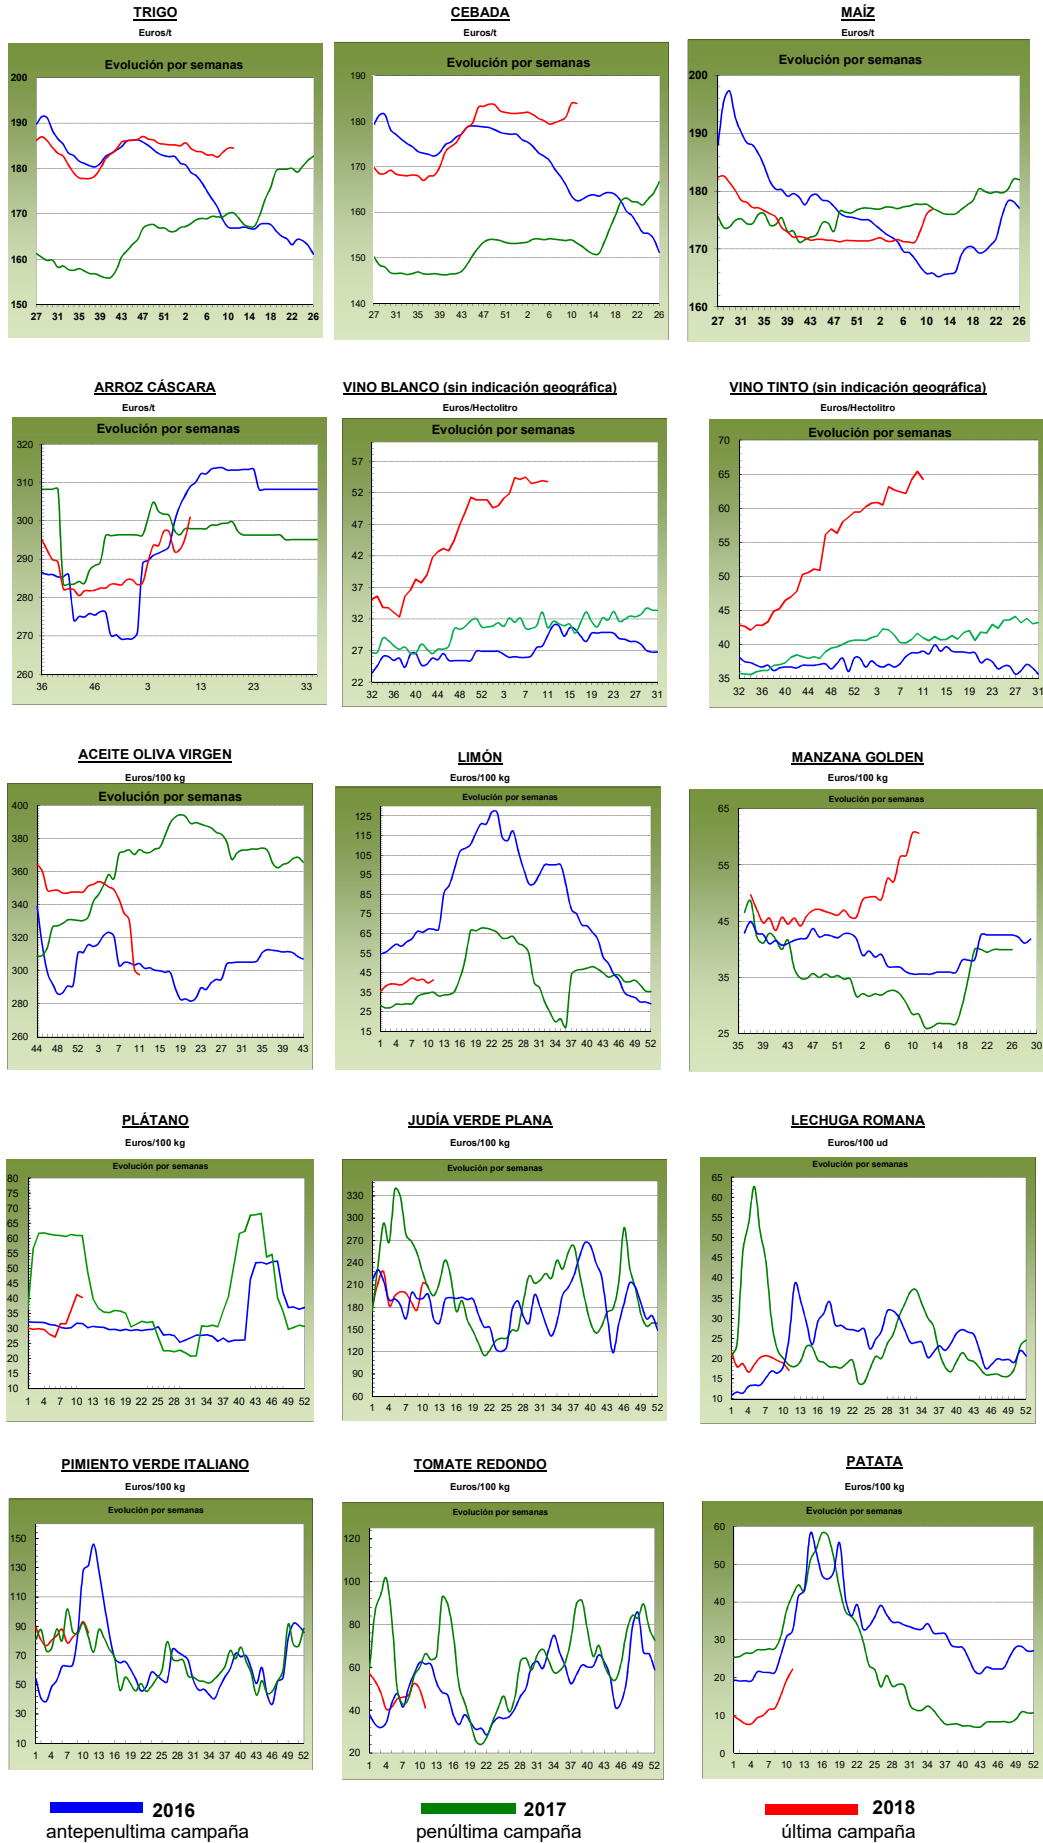 TRIGO
Euros/t
Evolución por semanas
200
190
180
170
160
150
27 31 35 39 43 47 51 2 6 10 14 18 22 26
CEBADA
Euros/t
Evolución por semanas
190
180
170
160
150
140
27 31 35 39 43 47 51 2 6 10 14 18 22 26
MAÍZ
Euros/t
Evolución por semanas
200
190
180
170
160
27 31 35 39 43 47 51 2 6 10 14 18 22 26
ARROZ CÁSCARA
Euros/t
Evolución por semanas
320
310
300
290
280
270
260
36 46 3 13 23 33
VINO BLANCO (sin indicación geográfica)
Euros/Hectolitro
Evolución por semanas
57
52
47
42
37
32
27
22
32 36 40 44 48 52 3 7 11 15 19 23 27 31
VINO TINTO (sin indicación geográfica)
Euros/Hectolitro
Evolución por semanas
70
65
60
55
50
45
40
35
32 36 40 44 48 52 3 7 11 15 19 23 27 31
ACEITE OLIVA VIRGEN
Euros/100 kg
Evolución por semanas
400
380
360
340
320
300
280
260
44 48 52 3 7 11 15 19 23 27 31 35 39 43
LIMÓN
Euros/100 kg
Evolución por semanas
125
115
105
95
85
75
65
55
45
35
25
15
1 4 7 10 13 16 19 22 25 28 31 34 37 40 43 46 49 52
MANZANA GOLDEN
Euros/100 kg
Evolución por semanas
65
55
45
35
25
35 39 43 47 51 2 6 10 14 18 22 26 30
PLÁTANO
Euros/100 kg
Evolución por semanas
80
75
70
65
60
55
50
45
40
35
30
25
20
15
10
1 4 7 10 13 16 19 22 25 28 31 34 37 40 43 46 49 52
JUDÍA VERDE PLANA
Euros/100 kg
Evolución por semanas
330
300
270
240
210
180
150
120
90
60
1 4 7 10 13 16 19 22 25 28 31 34 37 40 43 46 49 52
LECHUGA ROMANA
Euros/100 ud
Evolución por semanas
65
60
55
50
45
40
35
30
25
20
15
10
1 4 7 10 13 16 19 22 25 28 31 34 37 40 43 46 49 52
PIMIENTO VERDE ITALIANO
Euros/100 kg
Evolución por semanas
150
130
110
90
70
50
30
10
1 4 7 10 13 16 19 22 25 28 31 34 37 40 43 46 49 52
TOMATE REDONDO
Euros/100 kg
Evolución por semanas
120
100
80
60
40
20
1 4 7 10 13 16 19 22 25 28 31 34 37 40 43 46 49 52
PATATA
Euros/100 kg
Evolución por semanas
60
50
40
30
20
10
0
1 4 7 10 13 16 19 22 25 28 31 34 37 40 43 46 49 52
2016
antepenultima campaña
2017
penúltima campaña
2018
última campaña